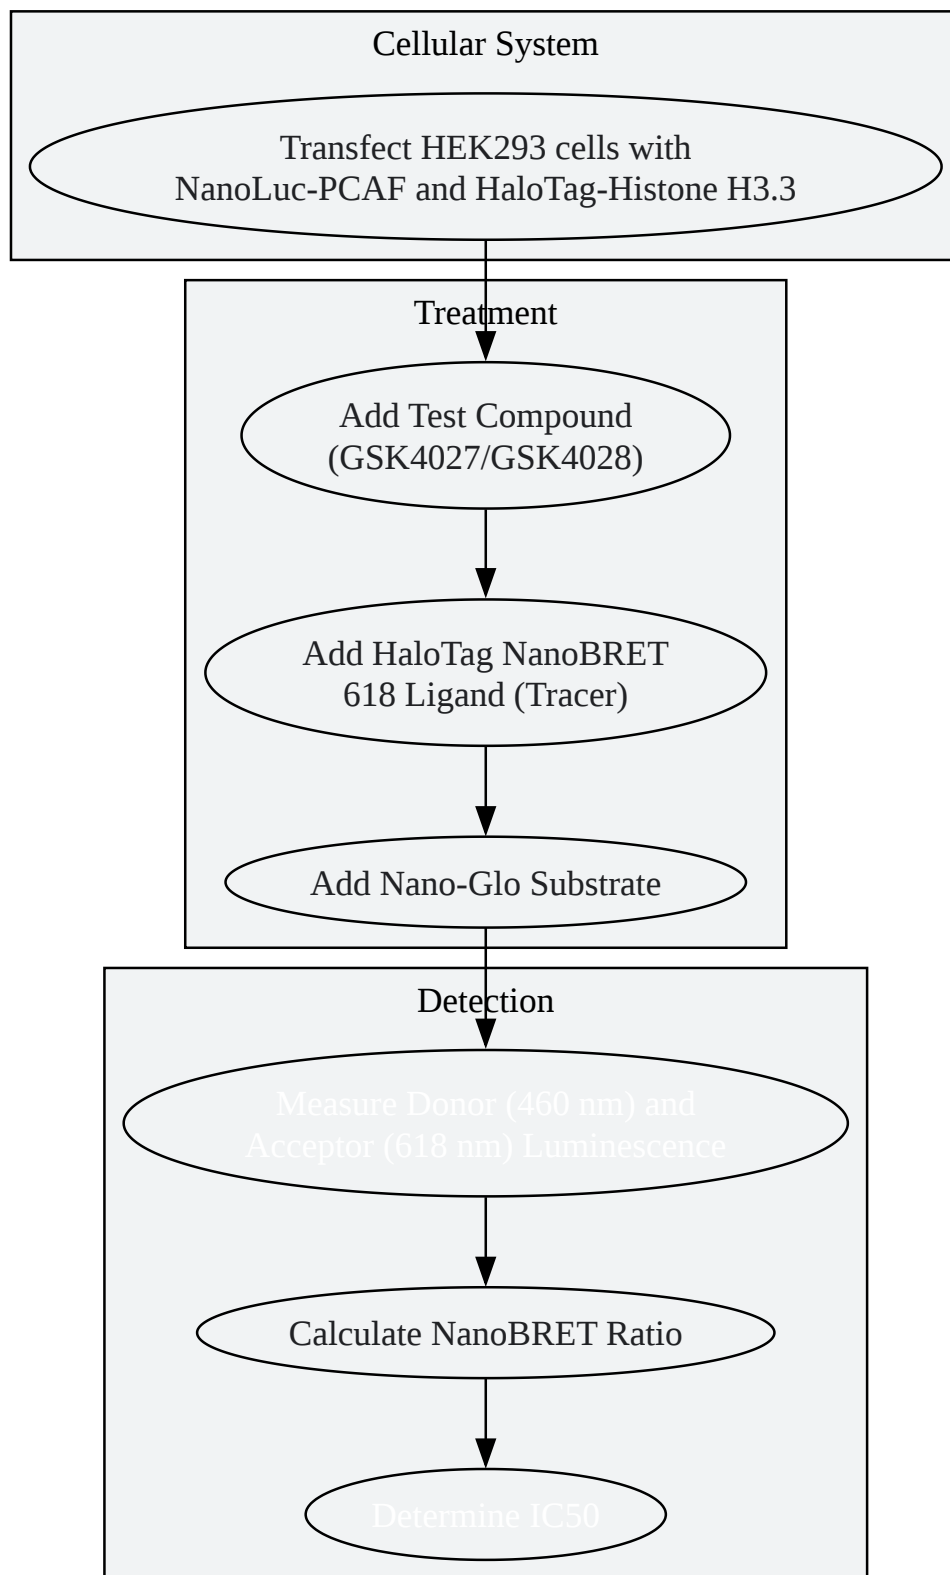 Cellular System
Transfect HEK293 cells with
NanoLuc-PCAF and HaloTag-Histone H3.3
Treatment
Add Test Compound
(GSK4027/GSK4028)
Add HaloTag NanoBRET
618 Ligand (Tracer)
Add Nano-Glo Substrate
Detection
Measure Donor (460 nm) and
Acceptor (618 nm) Luminescence
Calculate NanoBRET Ratio
Determine IC50